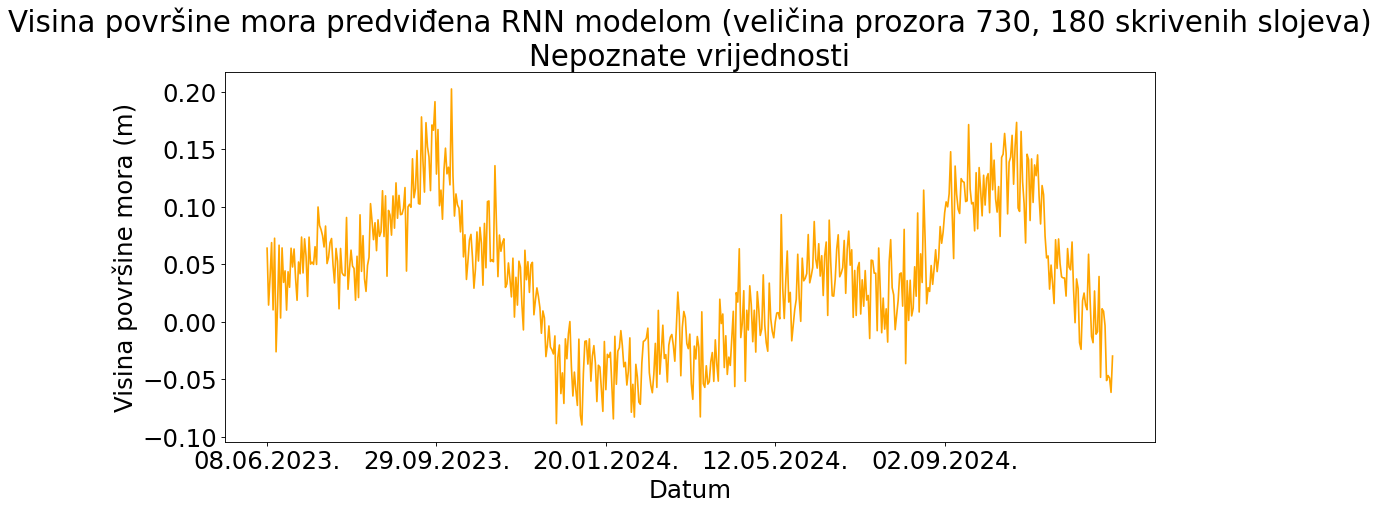 Visina površine mora predviđena RNN modelom (veličina prozora 730, 180 skrivenih slojeva)
Nepoznate vrijednosti
Visina površine mora (m)
0.20
0.15
0.10
0.05
0.00
−0.05
−0.10
08.06.2023. 29.09.2023. 20.01.2024. 12.05.2024. 02.09.2024.
Datum